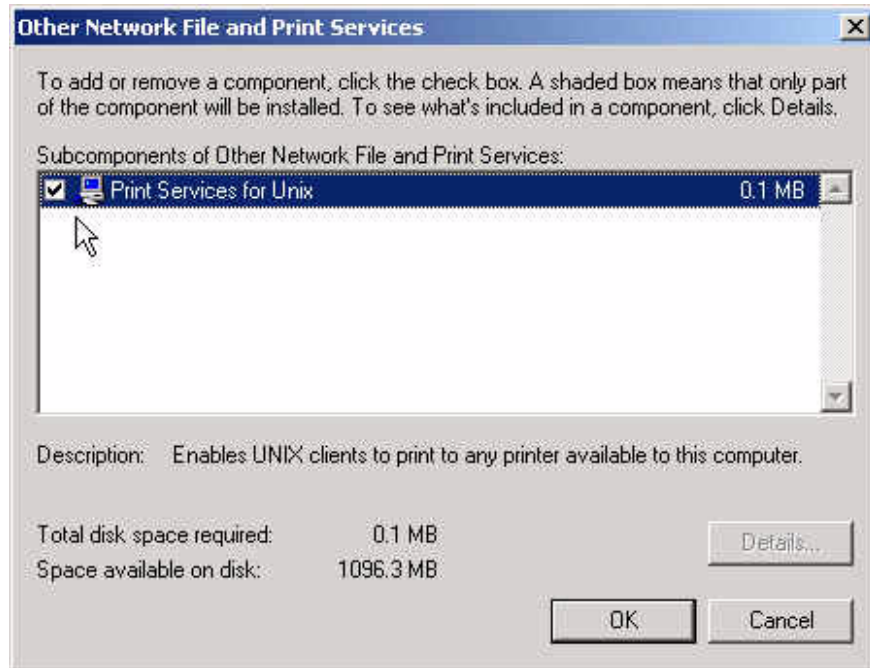 Other Network File and Print Services
To add or remove a component, click the check box. A shaded box means that only part
of the component will be installed. To see what's included in a component, click Details.
Subcomponents of Other Network File and Print Services:
Print Services for Unix 0.1 MB
Description: Enables UNIX clients to print to any printer available to this computer.
Total disk space required: 0.1 MB
Details...
Space available on disk: 1096.3 MB
OK Cancel